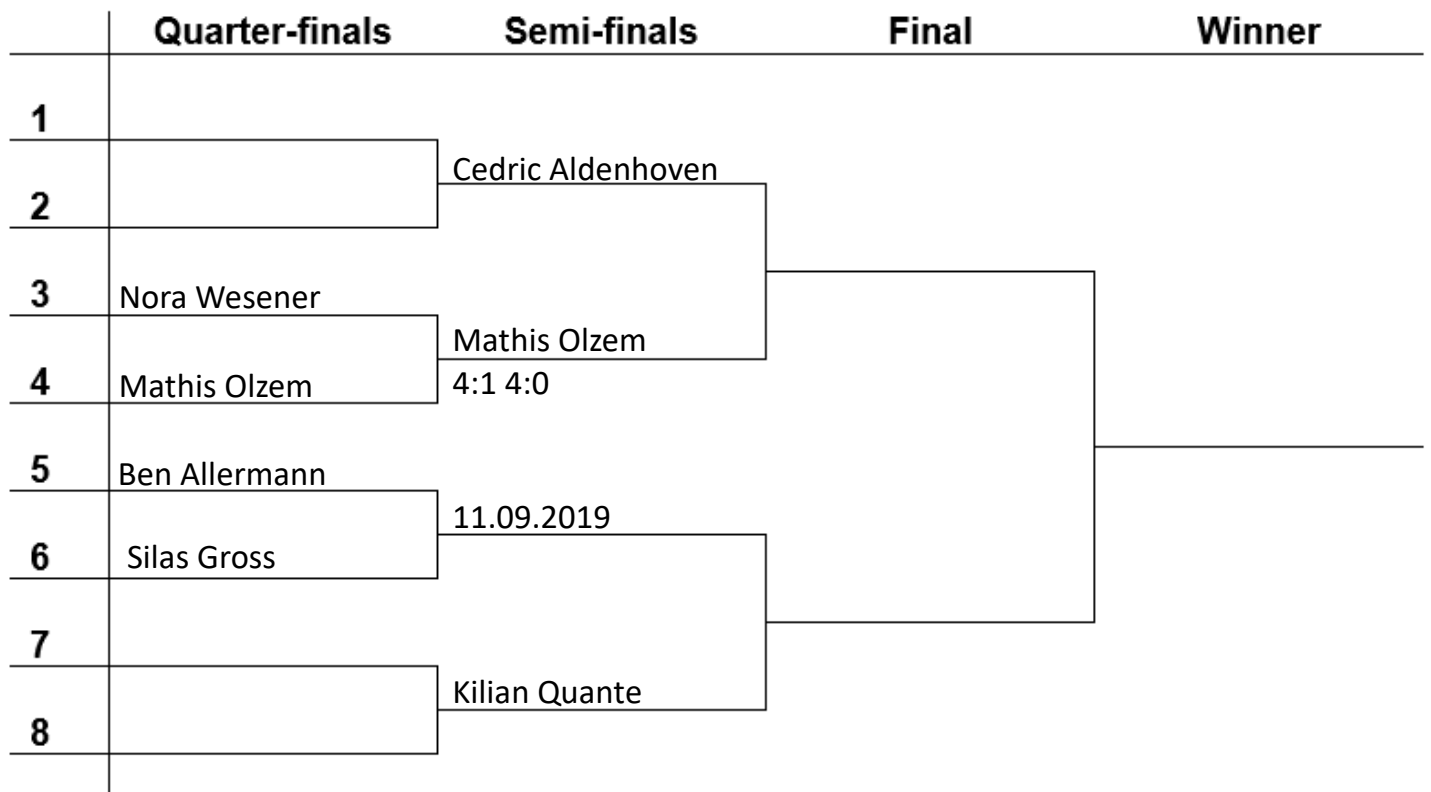 Quarter-finals Semi-finals Final Winner
1
Cedric Aldenhoven
2
3 Nora Wesener
Mathis Olzem
4 Mathis Olzem 4:1 4:0
5 Ben Allermann
11.09.2019
6 Silas Gross
7
Kilian Quante
8